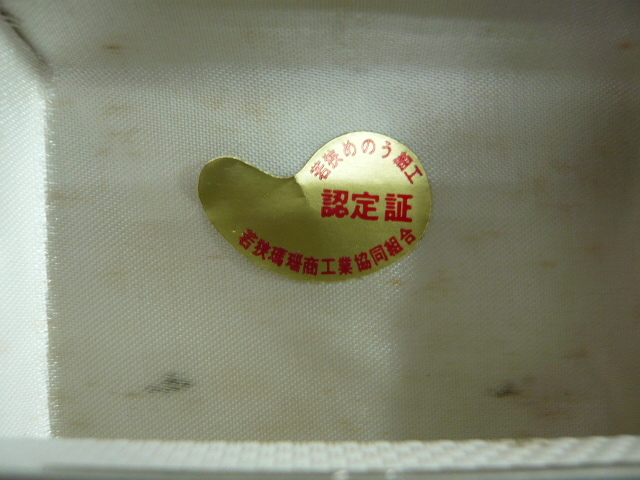 若狭めのう細工
認定証
若狭瑪瑙商工業協同組合